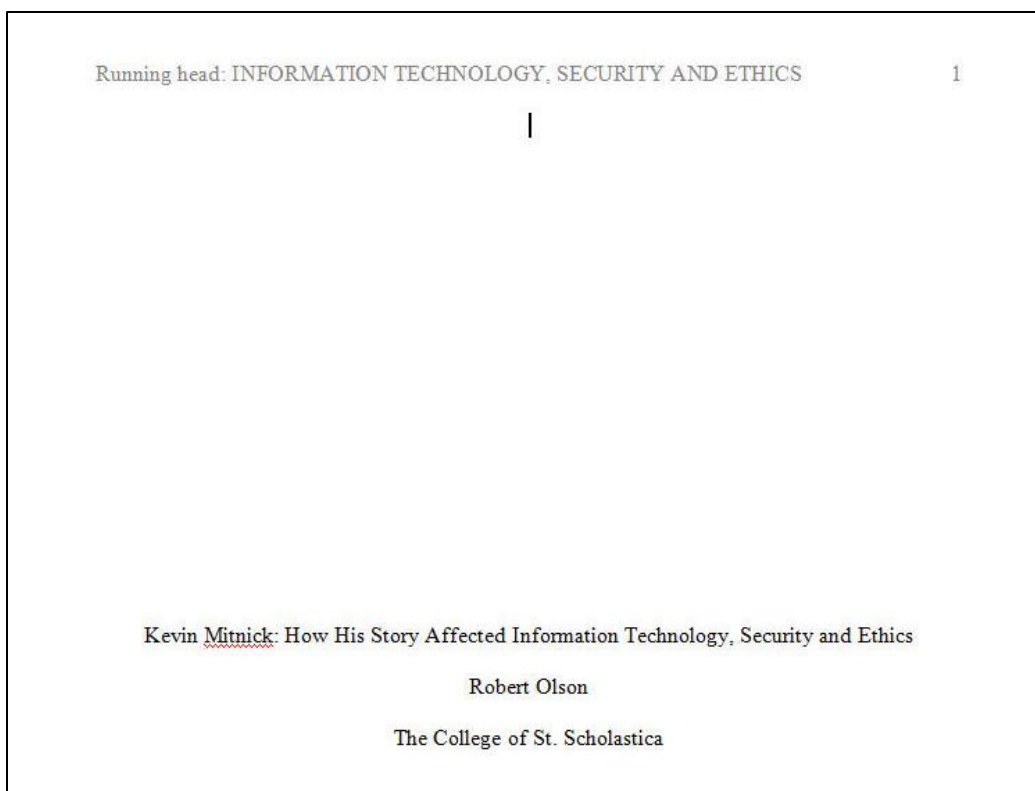 Running head: INFORMATION TECHNOLOGY, SECURITY AND ETHICS 1
Kevin Mitnick: How His Story Affected Information Technology, Security and Ethics
Robert Olson
The College of St. Scholastica